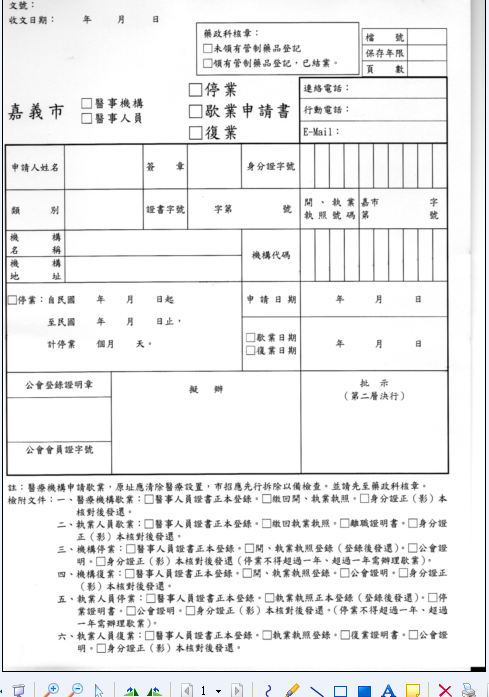 文號：
收文日期：　年　月　日
藥政科核章：
□未領有管制藥品登記
□領有管制藥品登記，已結案。
檔　號
保存年限
頁　數
嘉義市
□醫事機構
□醫事人員
□停業
□歇業申請書
□復業
連絡電話：
行動電話：
E-Mail：
申請人姓名
簽　章
身分證字號
類　別
證書字號
字第　號
開、執業
執照號碼
嘉市　字
第　號
機　構
名　稱
機　構
地　址
機構代碼
□停業：自民國　年　月　日起
至民國　年　月　日止，
計停業　個月　天。
申請日期
年　月　日
□歇業日期
□復業日期
年　月　日
公會登錄證明章
擬　辦
批　示
(第二層決行)
公會會員證字號
註：醫療機構申請歇業，原址應清除醫療設置，市招應先行拆除以備檢查。並請先至藥政科核章。
檢附文件：一、醫療機構歇業：□醫事人員證書正本登錄。□繳回開、執業執照。□身分證正（影）本
核對後發還。
二、執業人員歇業：□醫事人員證書正本登錄。□繳回執業執照。□離職證明書。□身分證
正（影）本核對後發還。
三、機構停業：□醫事人員證書正本登錄。□開、執業執照登錄（登錄後發還）。□公會證
明。□身分證正（影）本核對後發還（停業不得超過一年、超過一年需辦理歇業）。
四、機構復業：□醫事人員證書正本登錄。□開、執業執照登錄。□公會證明。□身分證正
（影）本核對後發還。
五、執業人員停業：□醫事人員證書正本登錄。□執業執照正本登錄(登錄後發還)。□停
業證明書。□公會證明。□身分證正（影）本核對後發還。（停業不得超過一年、超過
一年需辦理歇業）。
六、執業人員復業：□醫事人員證書正本登錄。□執業執照登錄。□復業證明書。□公會證
明。□身分證正（影）本核對後發還。
1